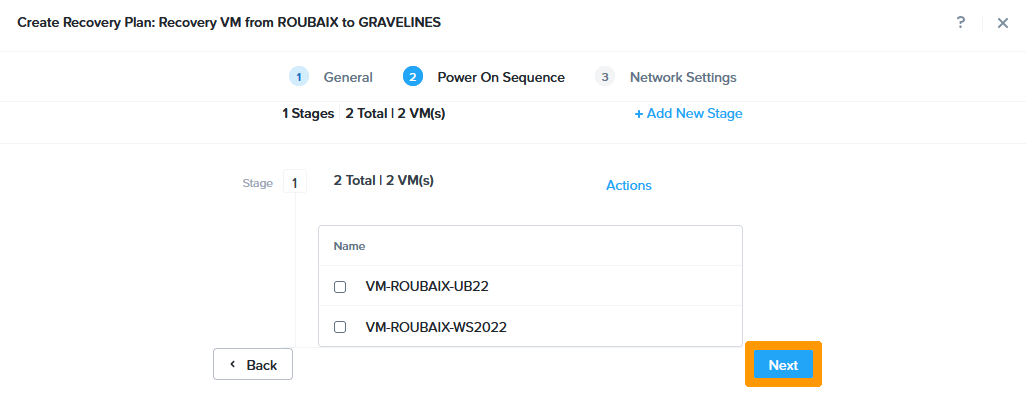 Create Recovery Plan: Recovery VM from ROUBAIX to GRAVELINES ? ×
1 General 2 Power On Sequence 3 Network Settings
1 Stages 2 Total | 2 VM(s) + Add New Stage
Stage 1 2 Total | 2 VM(s) Actions
Name
VM-ROUBAIX-UB22
VM-ROUBAIX-WS2022
‹ Back Next